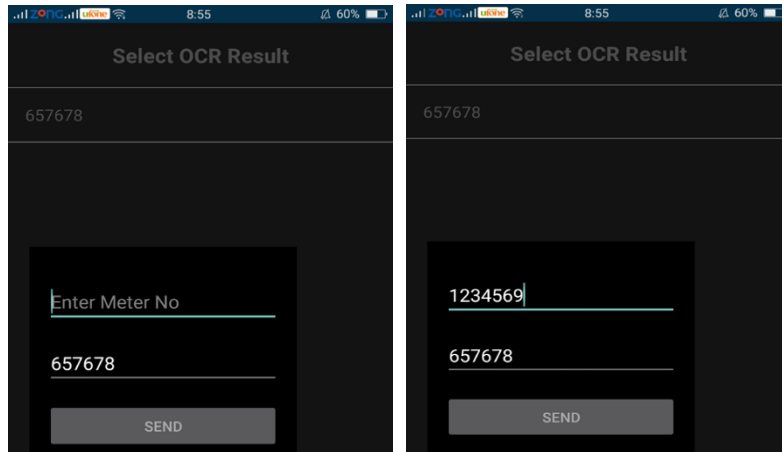 ZONG ufone 8:55 60%
Select OCR Result
657678
Enter Meter No
657678
SEND
ZONG ufone 8:55 60%
Select OCR Result
657678
1234569
657678
SEND